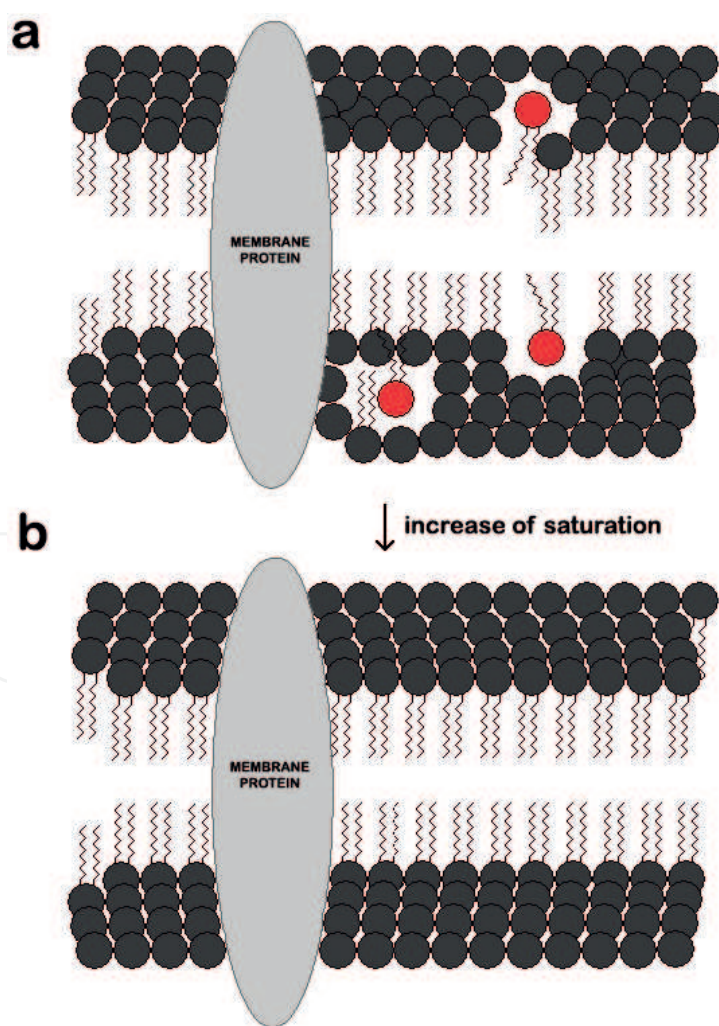 a
MEMBRANE
PROTEIN
increase of saturation
b
MEMBRANE
PROTEIN